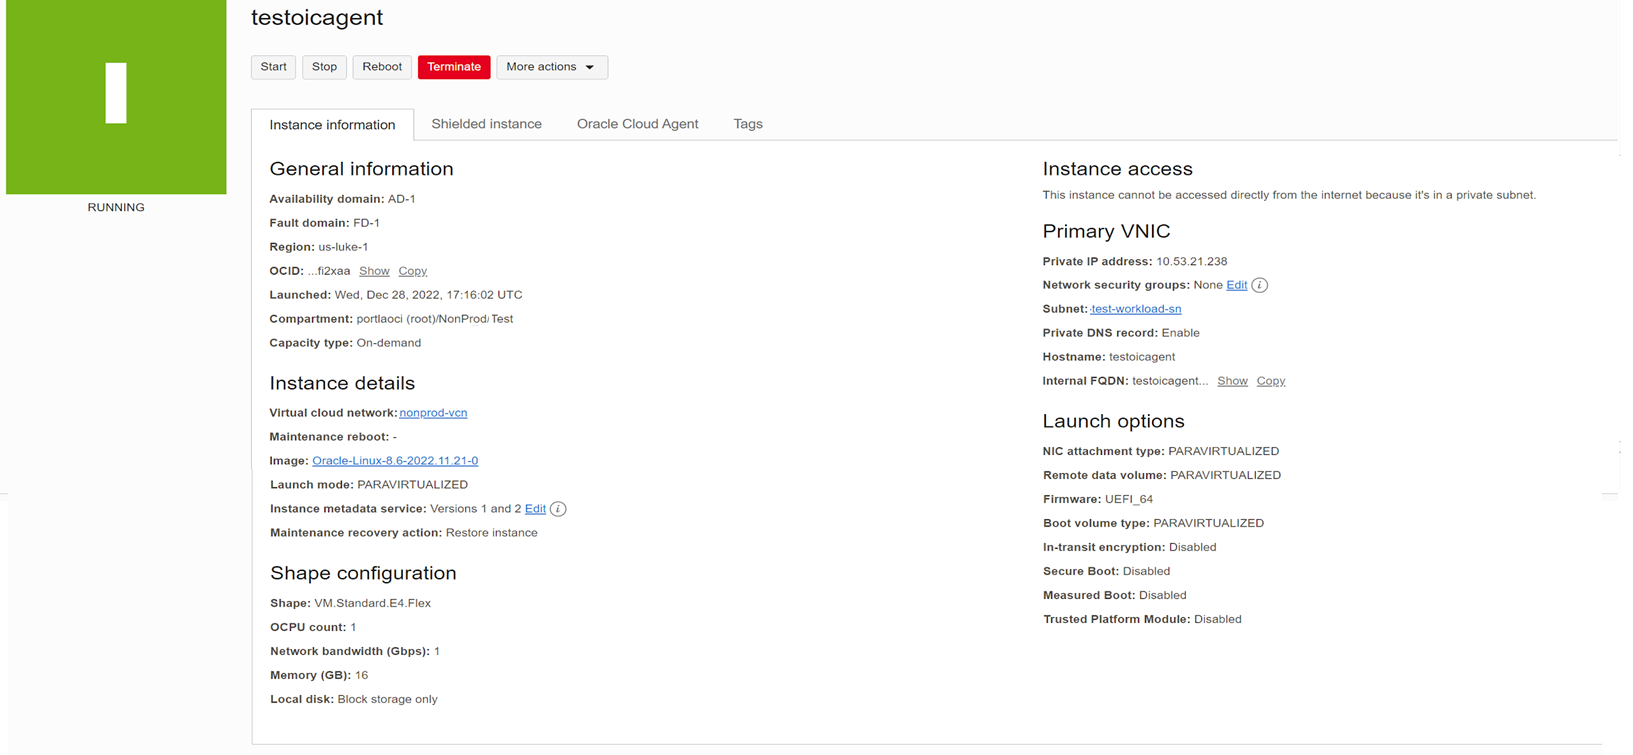 testoicagent
Start Stop Reboot Terminate More actions
Instance information Shielded instance Oracle Cloud Agent Tags
General information
Availability domain: AD-1
Fault domain: FD-1
Region: us-luke-1
OCID: ...fi2xaa Show Copy
Launched: Wed, Dec 28, 2022, 17:16:02 UTC
Compartment: portlaoci (root)/NonProd/Test
Capacity type: On-demand
Instance details
Virtual cloud network: nonprod-vcn
Maintenance reboot: -
Image: Oracle-Linux-8.6-2022.11.21-0
Launch mode: PARAVIRTUALIZED
Instance metadata service: Versions 1 and 2 Edit i
Maintenance recovery action: Restore instance
Shape configuration
Shape: VM.Standard.E4.Flex
OCPU count: 1
Network bandwidth (Gbps): 1
Memory (GB): 16
Local disk: Block storage only
Instance access
This instance cannot be accessed directly from the internet because it's in a private subnet.
Primary VNIC
Private IP address: 10.53.21.238
Network security groups: None Edit i
Subnet: test-workload-sn
Private DNS record: Enable
Hostname: testoicagent
Internal FQDN: testoicagent... Show Copy
Launch options
NIC attachment type: PARAVIRTUALIZED
Remote data volume: PARAVIRTUALIZED
Firmware: UEFI_64
Boot volume type: PARAVIRTUALIZED
In-transit encryption: Disabled
Secure Boot: Disabled
Measured Boot: Disabled
Trusted Platform Module: Disabled
RUNNING